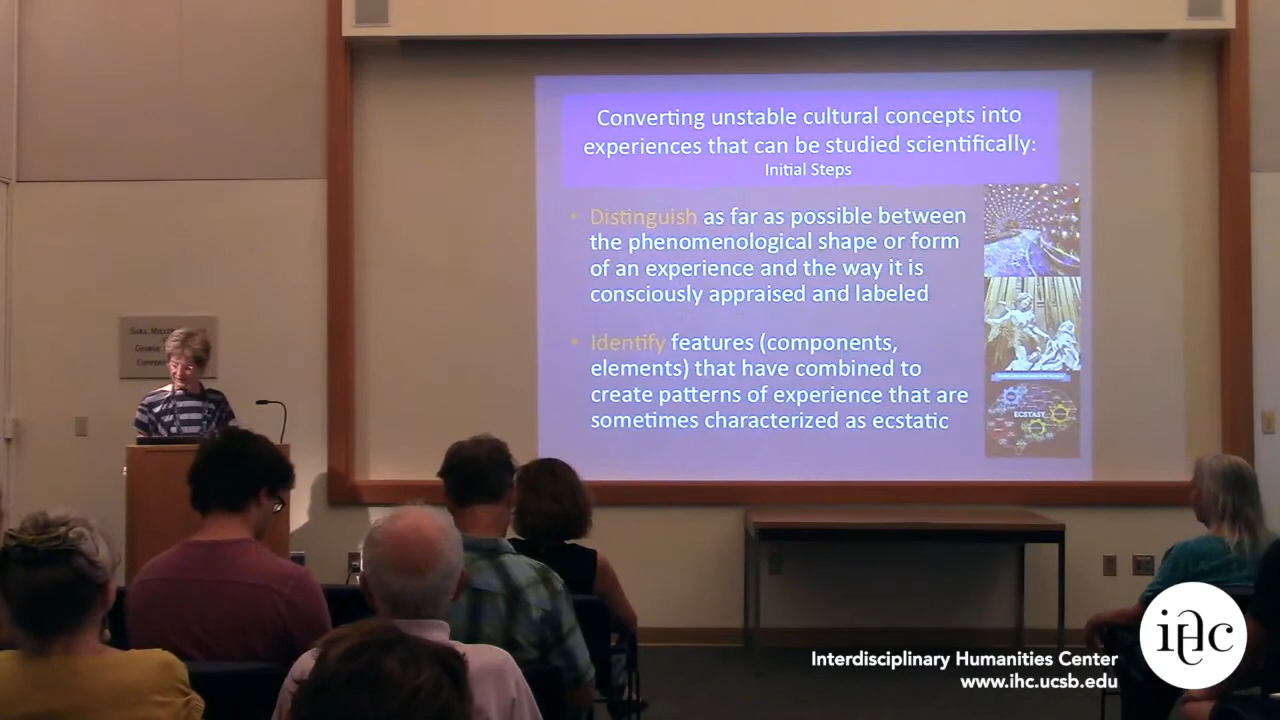 Converting unstable cultural concepts into
experiences that can be studied scientifically:
Initial Steps
• Distinguish as far as possible between
the phenomenological shape or form
of an experience and the way it is
consciously appraised and labeled
• Identify features (components,
elements) that have combined to
create patterns of experience that are
sometimes characterized as ecstatic
ECSTASY
ihc
Interdisciplinary Humanities Center
www.ihc.ucsb.edu